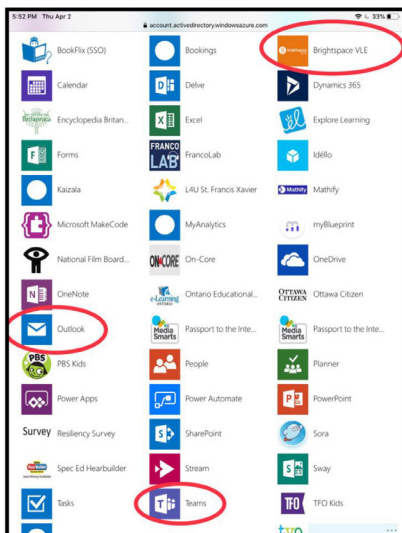 5:52 PM Thu Apr 2
33%
account.activedirectory.windowsazure.com
BookFlix (SSO)
Bookings
Brightspace VLE
Calendar
Delve
Dynamics 365
Encyclopedia Britan...
Excel
Explore Learning
Forms
FRANCO
LAB
FrancoLab
Idéllo
Kaizala
L4U St. Francis Xavier
Mathify
Mathify
Microsoft MakeCode
MyAnalytics
myBlueprint
National Film Board...
ON CORE
On-Core
OneDrive
OneNote
e-Learning
ONTARIO
Ontario Educational...
OTTAWA
CITIZEN
Ottawa Citizen
Outlook
Media
Smarts
Passport to the Inte...
Media
Smarts
Passport to the Inte...
PBS
PBS Kids
People
Planner
Power Apps
Power Automate
PowerPoint
Survey
Resiliency Survey
SharePoint
Sora
Spec Ed Hearbuilder
Stream
Sway
Tasks
Teams
TFO
TFO Kids
tvo